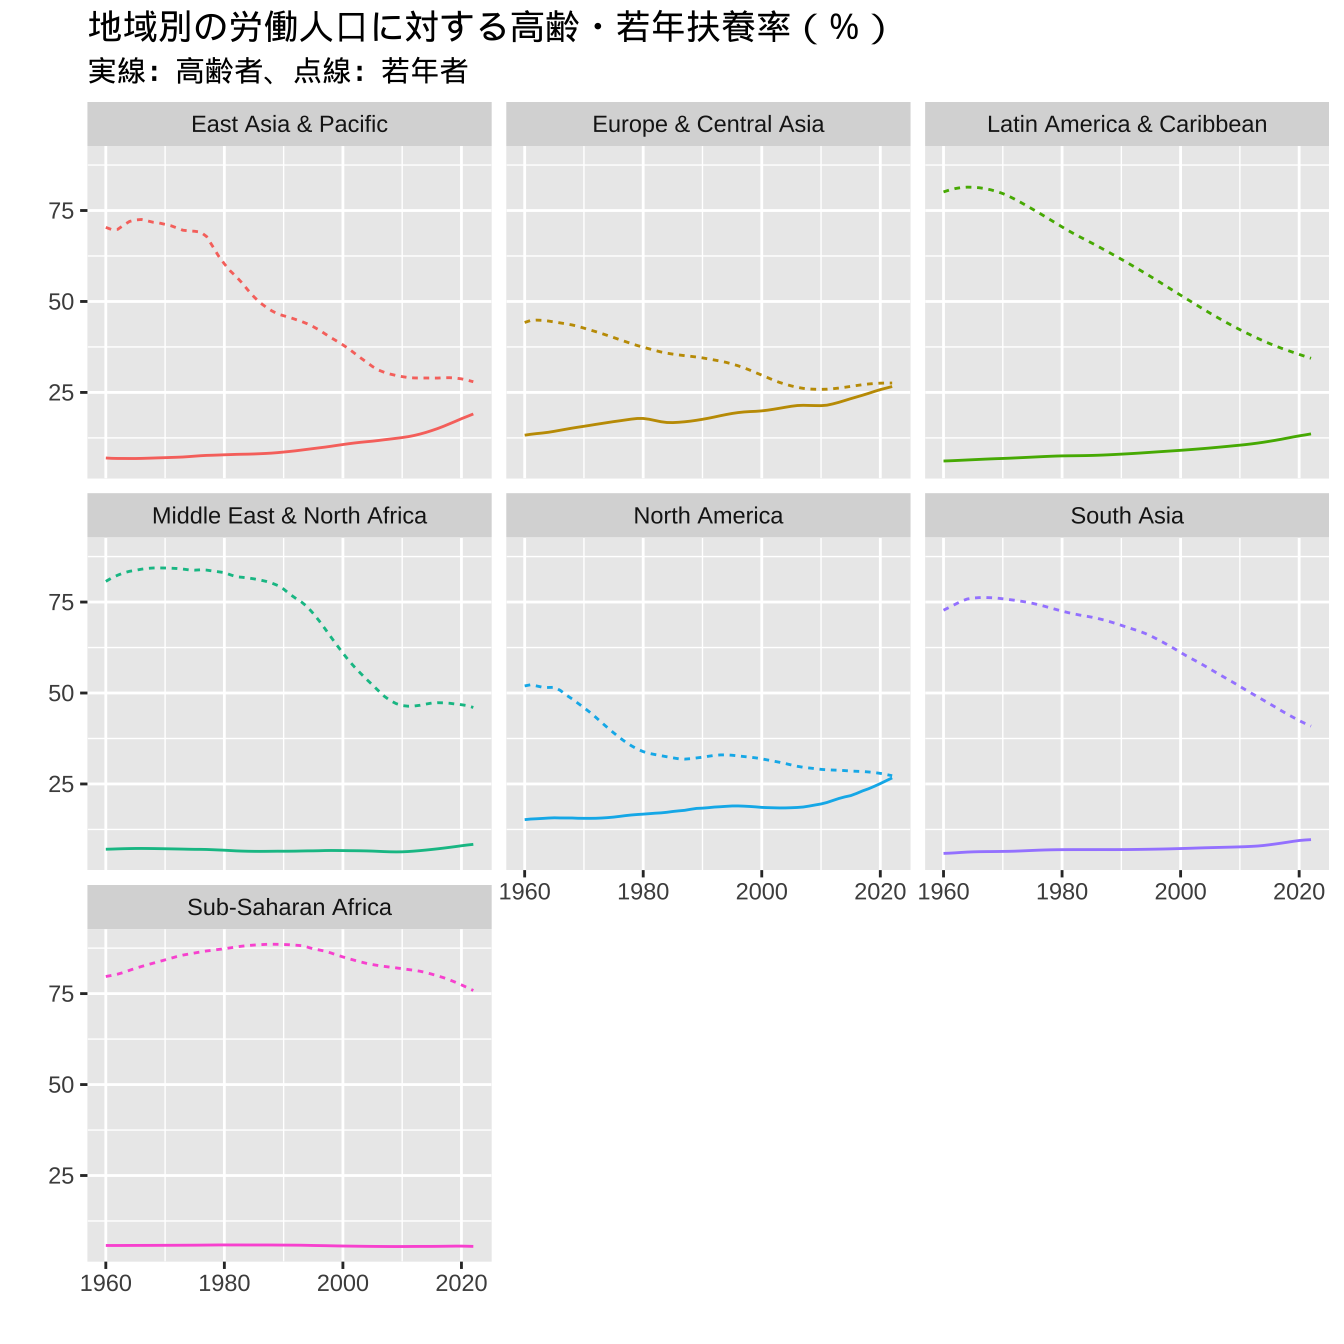 地域別の労働人口に対する高齢・若年扶養率（％）
実線：高齢者、点線：若年者
East Asia & Pacific
Europe & Central Asia
Latin America & Caribbean
75
50
25
Middle East & North Africa
North America
South Asia
75
50
25
1960 1980 2000 2020
1960 1980 2000 2020
Sub-Saharan Africa
75
50
25
1960 1980 2000 2020